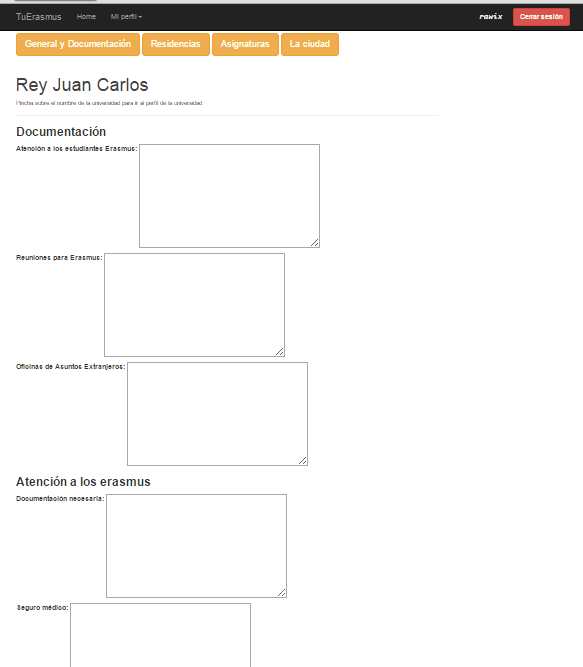 TuErasmus Home Mi perfil rawix Cerrar sesión
General y Documentación Residencias Asignaturas La ciudad
Rey Juan Carlos
Pincha sobre el nombre de la universidad para ir al perfil de la universidad
Documentación
Atención a los estudiantes Erasmus:
Reuniones para Erasmus:
Oficinas de Asuntos Extranjeros:
Atención a los erasmus
Documentación necesaria:
Seguro médico: